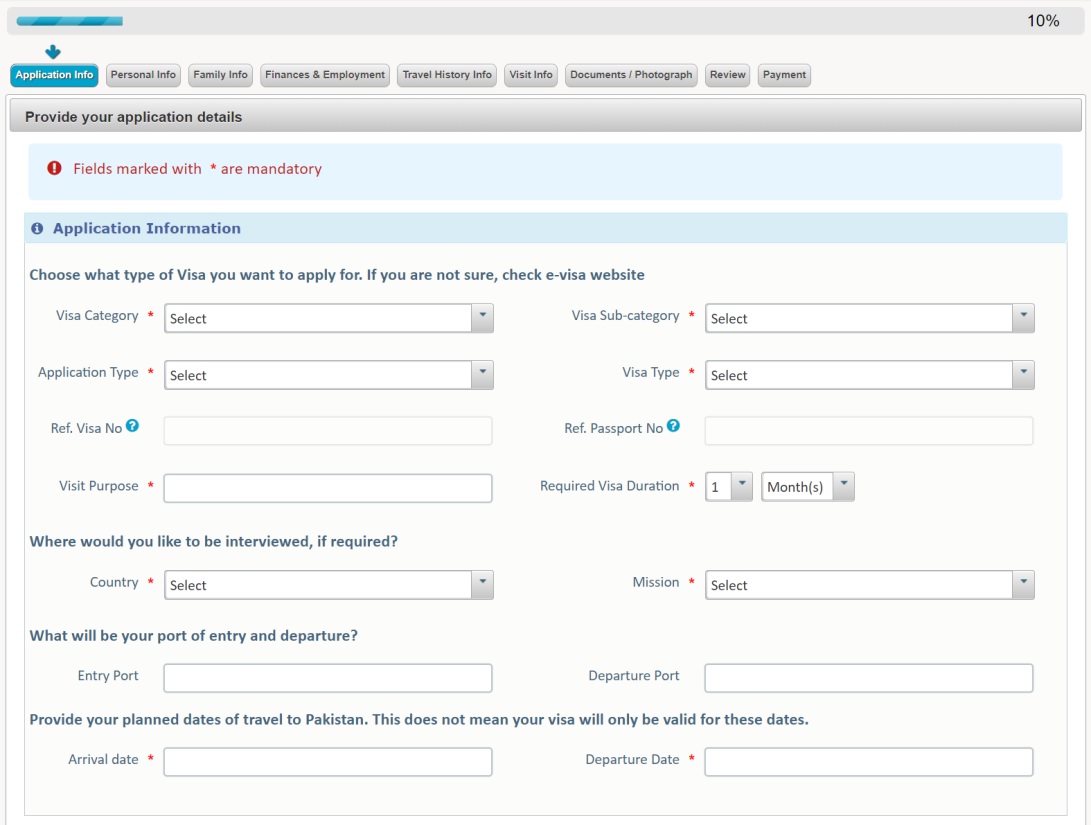 10%
Application Info Personal Info Family Info Finances & Employment Travel History Info Visit Info Documents / Photograph Review Payment
Provide your application details
Fields marked with * are mandatory
Application Information
Choose what type of Visa you want to apply for. If you are not sure, check e-visa website
Visa Category * Select Visa Sub-category * Select
Application Type * Select Visa Type * Select
Ref. Visa No ? Ref. Passport No ?
Visit Purpose * Required Visa Duration * 1 Month(s)
Where would you like to be interviewed, if required?
Country * Select Mission * Select
What will be your port of entry and departure?
Entry Port Departure Port
Provide your planned dates of travel to Pakistan. This does not mean your visa will only be valid for these dates.
Arrival date * Departure Date *